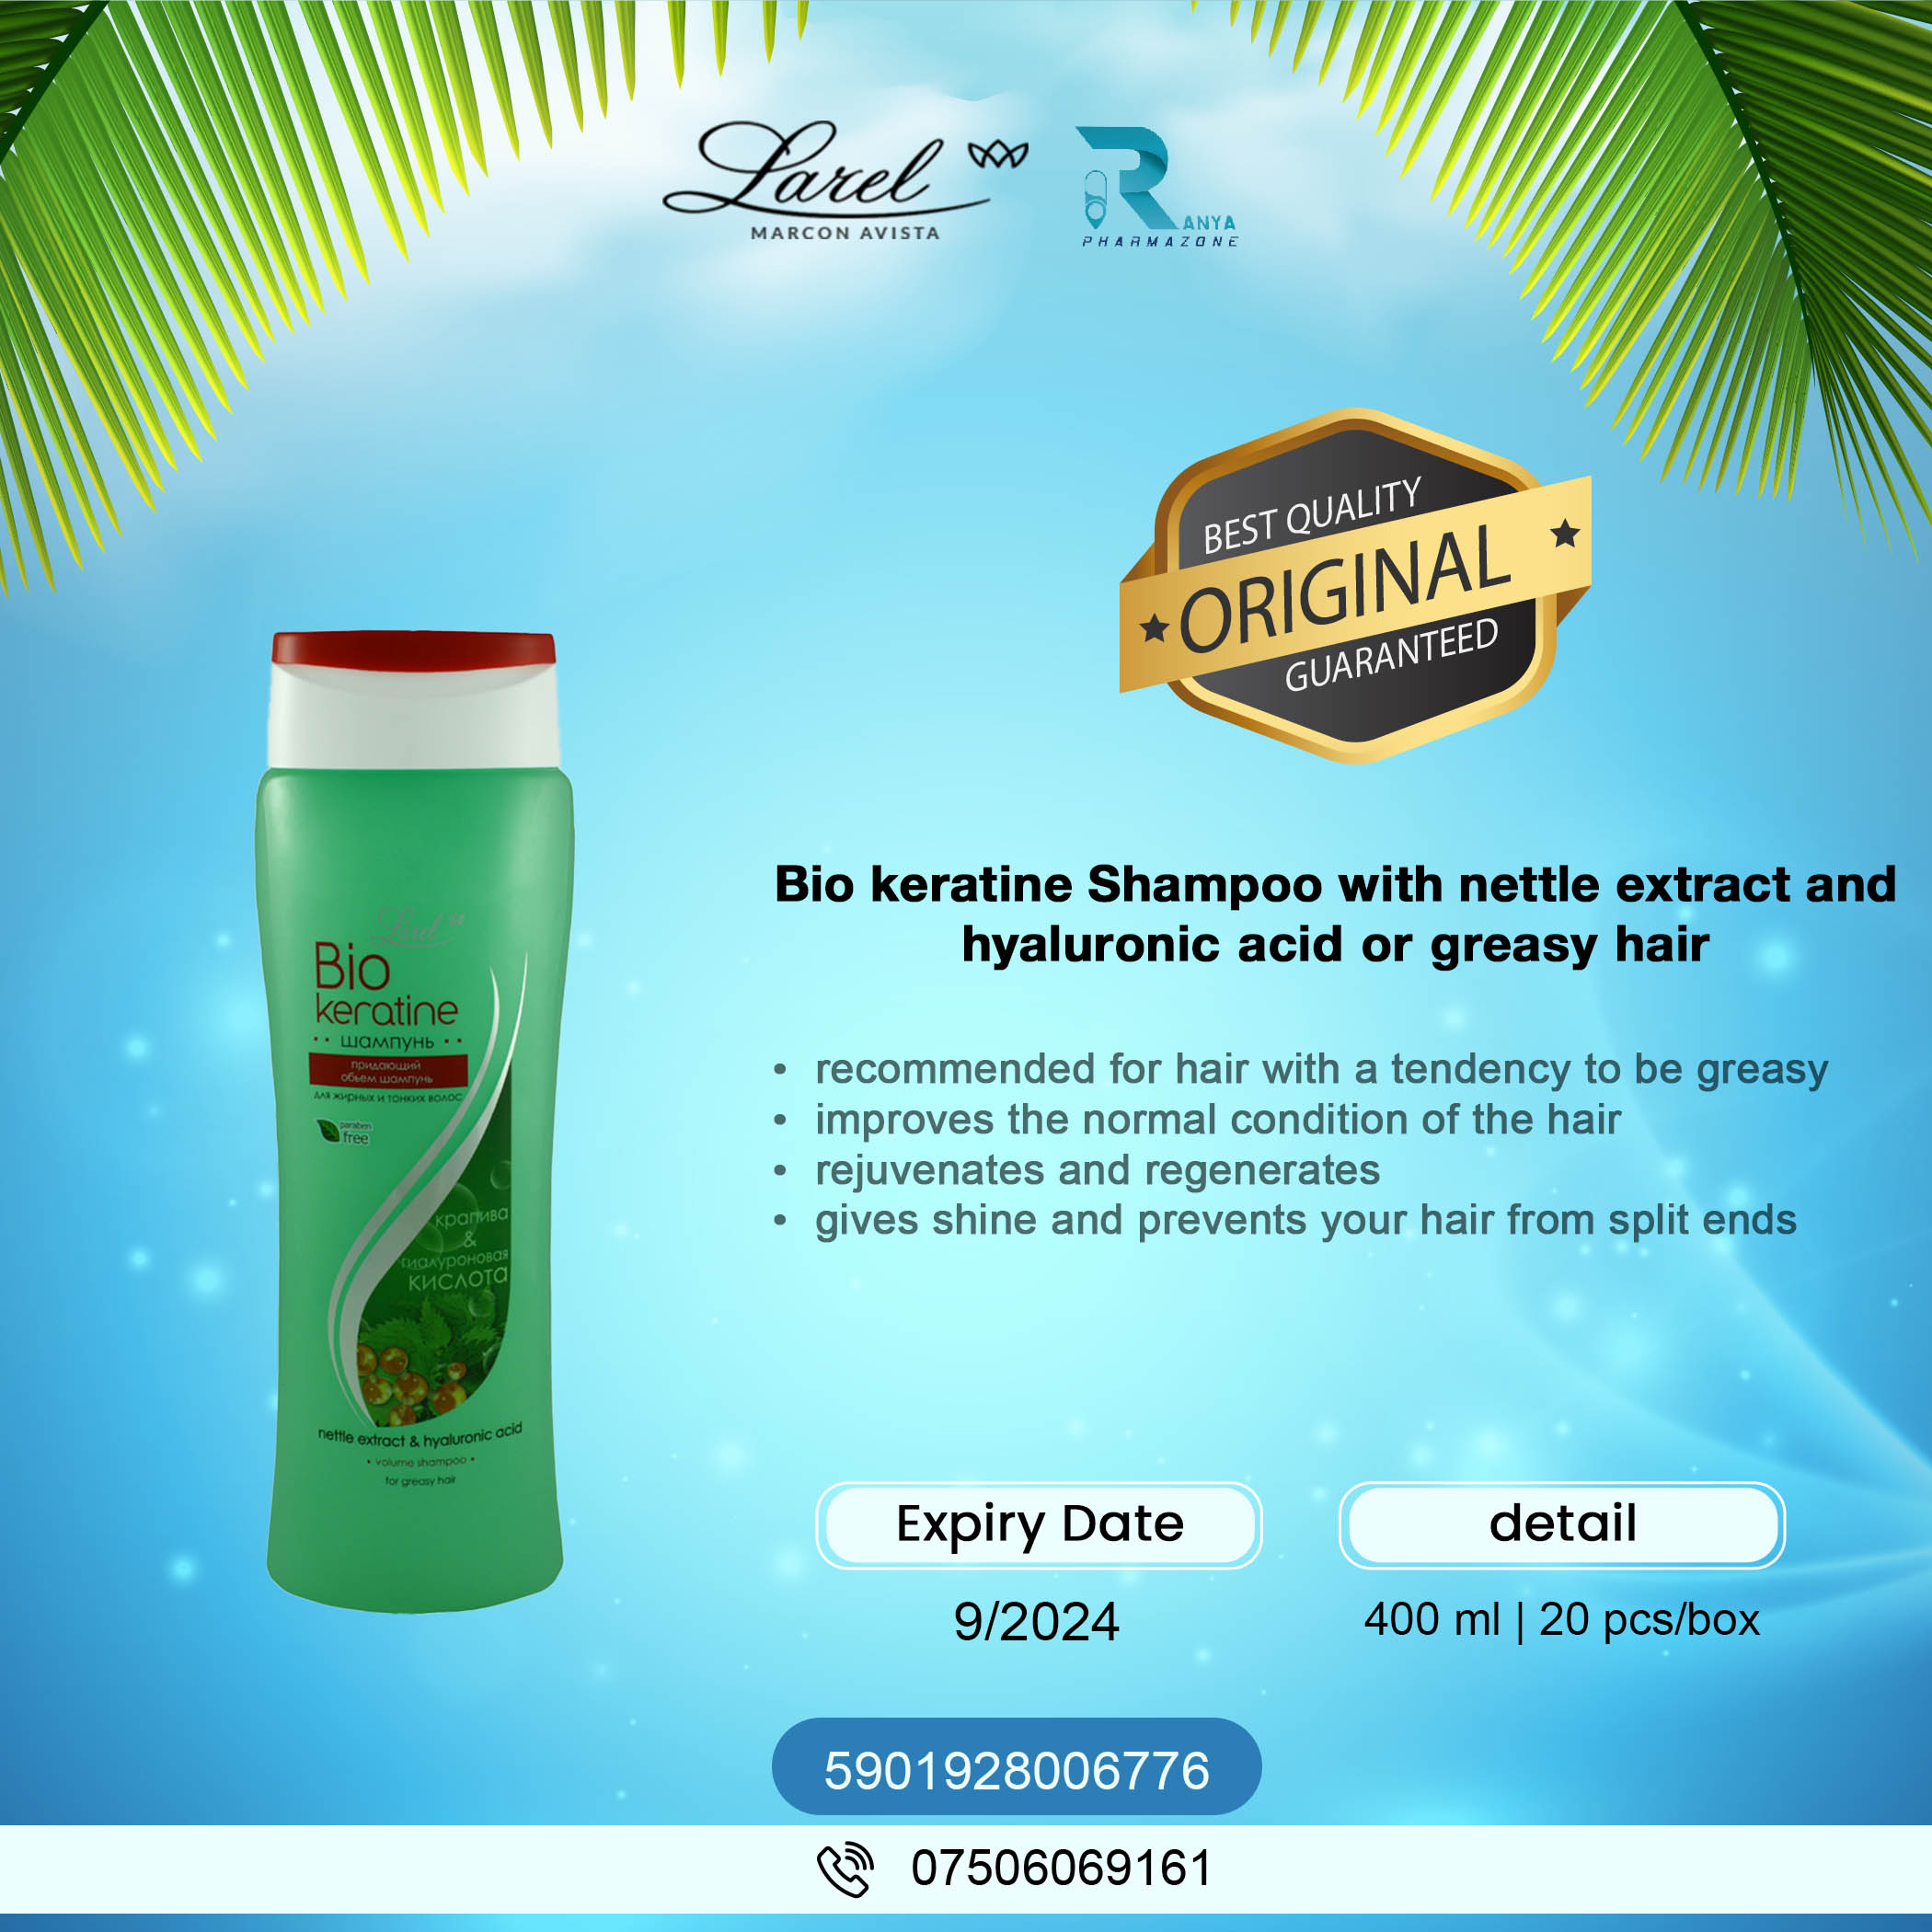 Larel
MARCON AVISTA
RANYA
PHARMAZONE
BEST QUALITY
ORIGINAL
GUARANTEED
Bio keratine Shampoo with nettle extract and
hyaluronic acid or greasy hair
• recommended for hair with a tendency to be greasy
• improves the normal condition of the hair
• rejuvenates and regenerates
• gives shine and prevents your hair from split ends
Larel
Bio
keratine
шампунь
придающий
объем шампунь
для жирных и тонких волос
paraben
free
крапива
&
гиалуроновая
кислота
nettle extract & hyaluronic acid
• volume shampoo •
for greasy hair
Expiry Date
9/2024
detail
400 ml | 20 pcs/box
5901928006776
07506069161